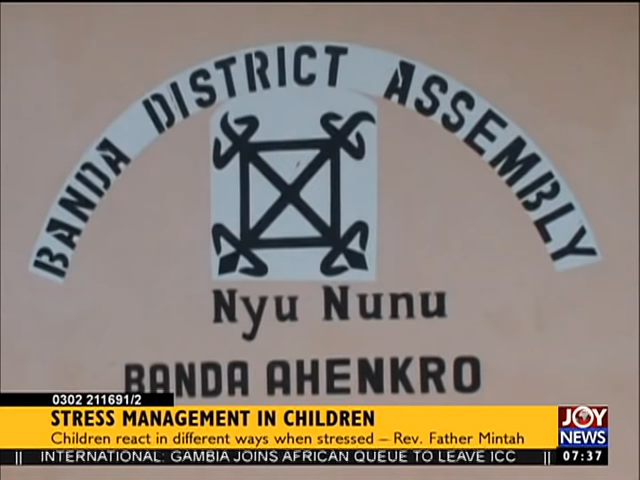 BANDA DISTRICT ASSEMBLY
Nyu Nunu
BANDA AHENKRO
0302 211691/2
STRESS MANAGEMENT IN CHILDREN
Children react in different ways when stressed – Rev. Father Mintah
JOY
NEWS
|| INTERNATIONAL: GAMBIA JOINS AFRICAN QUEUE TO LEAVE ICC ||
07:37